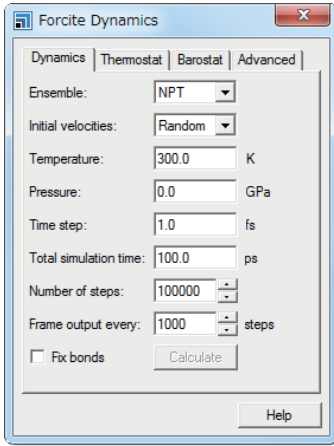 Forcite Dynamics
Dynamics Thermostat Barostat Advanced
Ensemble: NPT
Initial velocities: Random
Temperature: 300.0 K
Pressure: 0.0 GPa
Time step: 1.0 fs
Total simulation time: 100.0 ps
Number of steps: 100000
Frame output every: 1000 steps
Fix bonds Calculate
Help